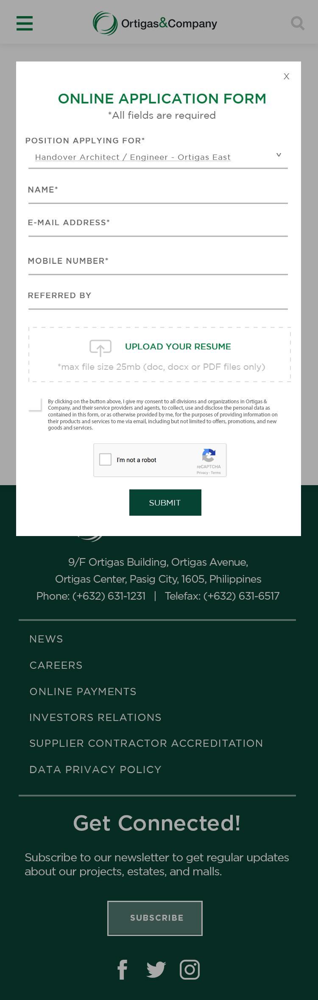 Ortigas&Company
X
ONLINE APPLICATION FORM
*All fields are required
POSITION APPLYING FOR*
Handover Architect / Engineer - Ortigas East
NAME*
E-MAIL ADDRESS*
MOBILE NUMBER*
REFERRED BY
UPLOAD YOUR RESUME
*max file size 25mb (doc, docx or PDF files only)
By clicking on the button above, I give my consent to all divisions and organizations in Ortigas &
Company, and their service providers and agents, to collect, use and disclose the personal data as
contained in this form, or as otherwise provided by me, for the purposes of providing information on
their products and services to me via email, including but not limited to offers, promotions, and new
goods and services.
I'm not a robot
reCAPTCHA
Privacy - Terms
SUBMIT
9/F Ortigas Building, Ortigas Avenue,
Ortigas Center, Pasig City, 1605, Philippines
Phone: (+632) 631-1231 | Telefax: (+632) 631-6517
NEWS
CAREERS
ONLINE PAYMENTS
INVESTORS RELATIONS
SUPPLIER CONTRACTOR ACCREDITATION
DATA PRIVACY POLICY
Get Connected!
Subscribe to our newsletter to get regular updates
about our projects, estates, and malls.
SUBSCRIBE